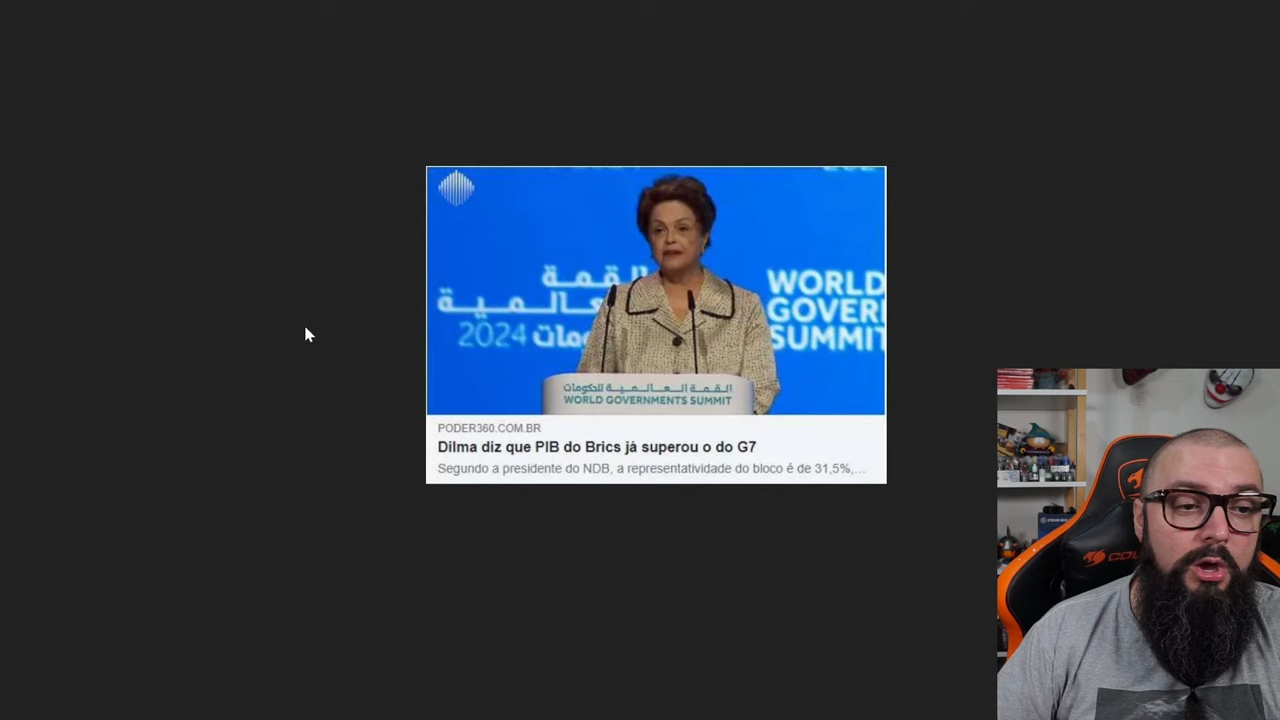 القمة
العالمية
2024
WORLD
GOVER
SUMMIT
القمة العالمية للحكومات
WORLD GOVERNMENTS SUMMIT
PODER360.COM.BR
Dilma diz que PIB do Brics já superou o do G7
Segundo a presidente do NDB, a representatividade do bloco é de 31,5%,...